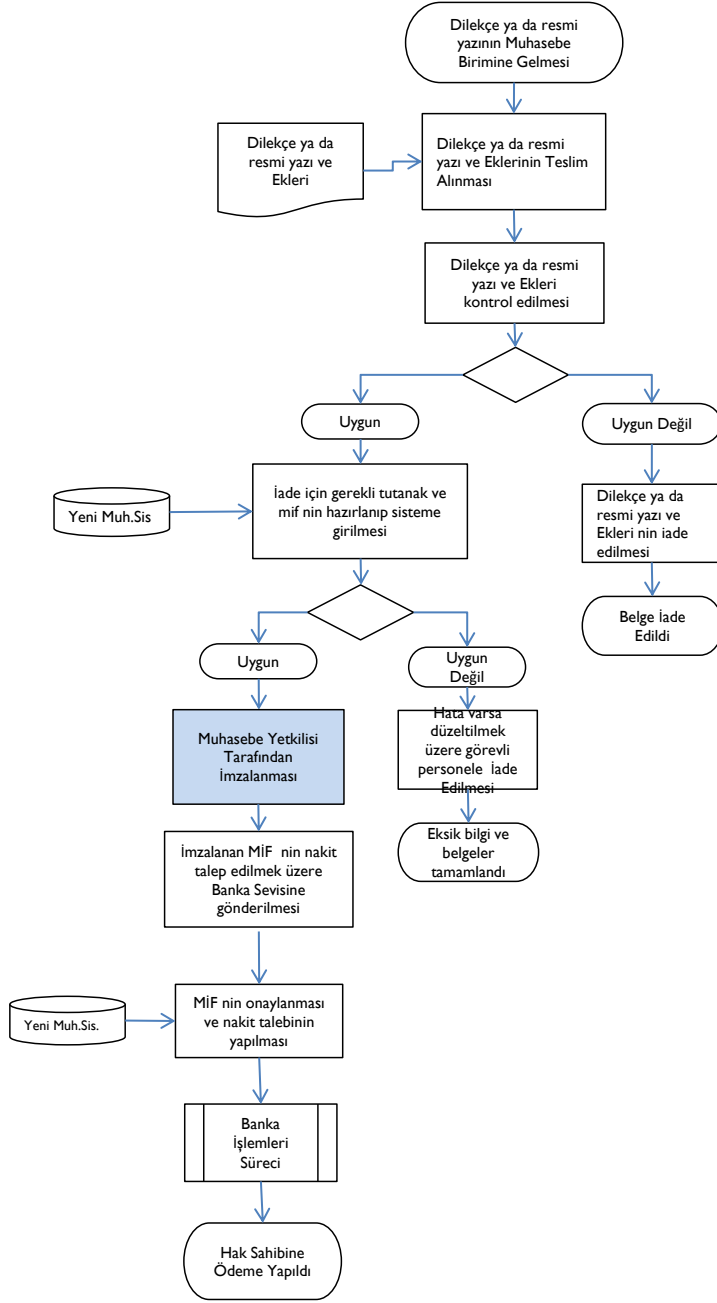 Dilekçe ya da resmi
yazının Muhasebe
Birimine Gelmesi
Dilekçe ya da
resmi yazı ve
Ekleri
Dilekçe ya da resmi
yazı ve Eklerinin Teslim
Alınması
Dilekçe ya da resmi
yazı ve Ekleri
kontrol edilmesi
Uygun
Uygun Değil
Yeni Muh.Sis
İade için gerekli tutanak ve
mif nin hazırlanıp sisteme
girilmesi
Dilekçe ya da
resmi yazı ve
Ekleri nin iade
edilmesi
Belge İade
Edildi
Uygun
Uygun
Değil
Muhasebe Yetkilisi
Tarafından
İmzalanması
Hata varsa
düzeltilmek
üzere görevli
personele İade
Edilmesi
Eksik bilgi ve
belgeler
tamamlandı
İmzalanan MİF nin nakit
talep edilmek üzere
Banka Sevisine
gönderilmesi
Yeni Muh.Sis.
MİF nin onaylanması
ve nakit talebinin
yapılması
Banka
İşlemleri
Süreci
Hak Sahibine
Ödeme Yapıldı